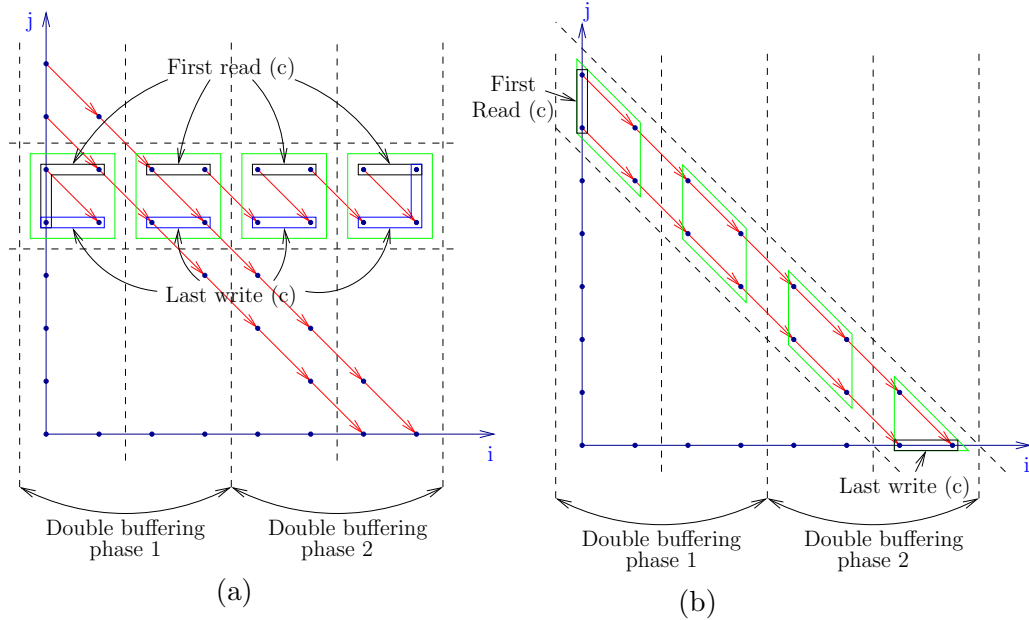 j
First read (c)
Last write (c)
i
Double buffering
phase 1
Double buffering
phase 2
(a)
j
First
Read (c)
i
Last write (c)
Double buffering
phase 1
Double buffering
phase 2
(b)